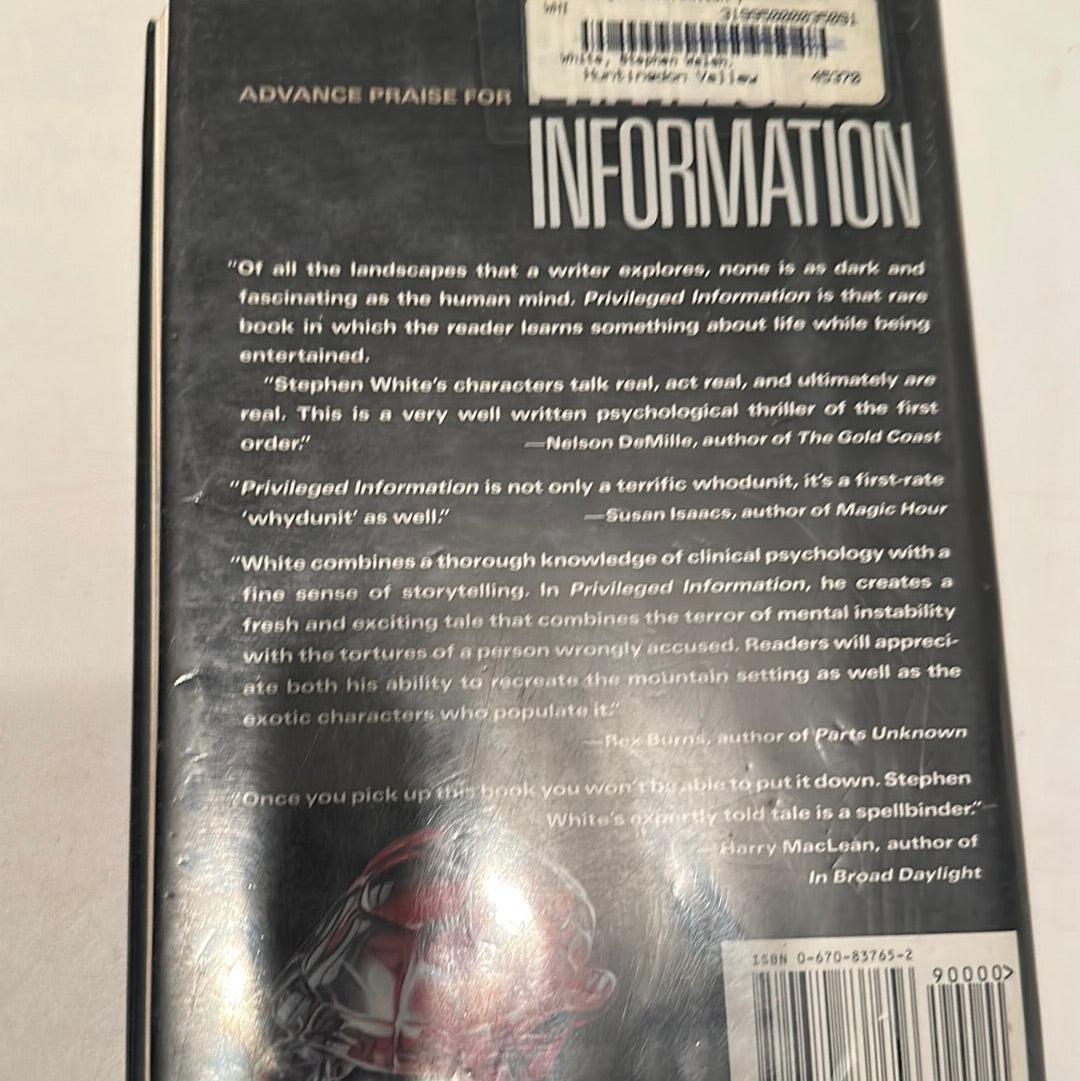 31995000035091
White, Stephen Walsh.
Huntingdon Valley 45370
ADVANCE PRAISE FOR
INFORMATION
"Of all the landscapes that a writer explores, none is as dark and
fascinating as the human mind. Privileged Information is that rare
book in which the reader learns something about life while being
entertained.
"Stephen White's characters talk real, act real, and ultimately are
real. This is a very well written psychological thriller of the first
order."
—Nelson DeMille, author of The Gold Coast
"Privileged Information is not only a terrific whodunit, it's a first-rate
'whydunit' as well."
—Susan Isaacs, author of Magic Hour
"White combines a thorough knowledge of clinical psychology with a
fine sense of storytelling. In Privileged Information, he creates a
fresh and exciting tale that combines the terror of mental instability
with the tortures of a person wrongly accused. Readers will appreci-
ate both his ability to recreate the mountain setting as well as the
exotic characters who populate it."
—Rex Burns, author of Parts Unknown
"Once you pick up this book you won't be able to put it down. Stephen
White's expertly told tale is a spellbinder."
—Harry MacLean, author of
In Broad Daylight
ISBN 0-670-83765-2
90000>